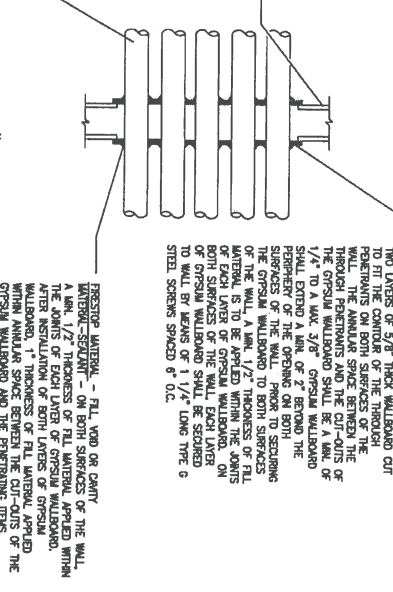 TWO LAYERS OF 5/8" THICK WALLBOARD CUT
TO FIT THE CONTOUR OF THE THROUGH
PENETRANTS ON BOTH SIDES OF THE
WALL. THE ANNULAR SPACE BETWEEN THE
THROUGH PENETRANTS AND THE CUT-OUTS OF
THE GYPSUM WALLBOARD SHALL BE A MIN. OF
1/4" TO A MAX. 3/8" GYPSUM WALLBOARD
SHALL EXTEND A MIN. OF 2" BEYOND THE
PERIPHERY OF THE OPENING ON BOTH
SURFACES OF THE WALL. PRIOR TO SECURING
THE GYPSUM WALLBOARD TO BOTH SURFACES
OF THE WALL, A MIN. 1/2" THICKNESS OF FILL
MATERIAL IS TO BE APPLIED WITHIN THE JOINTS
OF EACH LAYER OF GYPSUM WALLBOARD. ON
BOTH SURFACES OF THE WALL, EACH LAYER
OF GYPSUM WALLBOARD SHALL BE SECURED
TO WALL BY MEANS OF 1 1/4" LONG TYPE G
STEEL SCREWS SPACED 6" O.C.
FIRESTOP MATERIAL - FILL, VOID OR CAVITY
MATERIAL-SEALANT - ON BOTH SURFACES OF THE WALL,
A MIN. 1/2" THICKNESS OF FILL MATERIAL APPLIED WITHIN
THE JOINTS OF EACH LAYER OF GYPSUM WALLBOARD.
AFTER INSTALLATION OF BOTH LAYERS OF GYPSUM
WALLBOARD, 1" THICKNESS OF FILL MATERIAL APPLIED
WITHIN ANNULAR SPACE BETWEEN THE CUT-OUTS OF THE
GYPSUM WALLBOARD AND THE PENETRATING ITEMS.